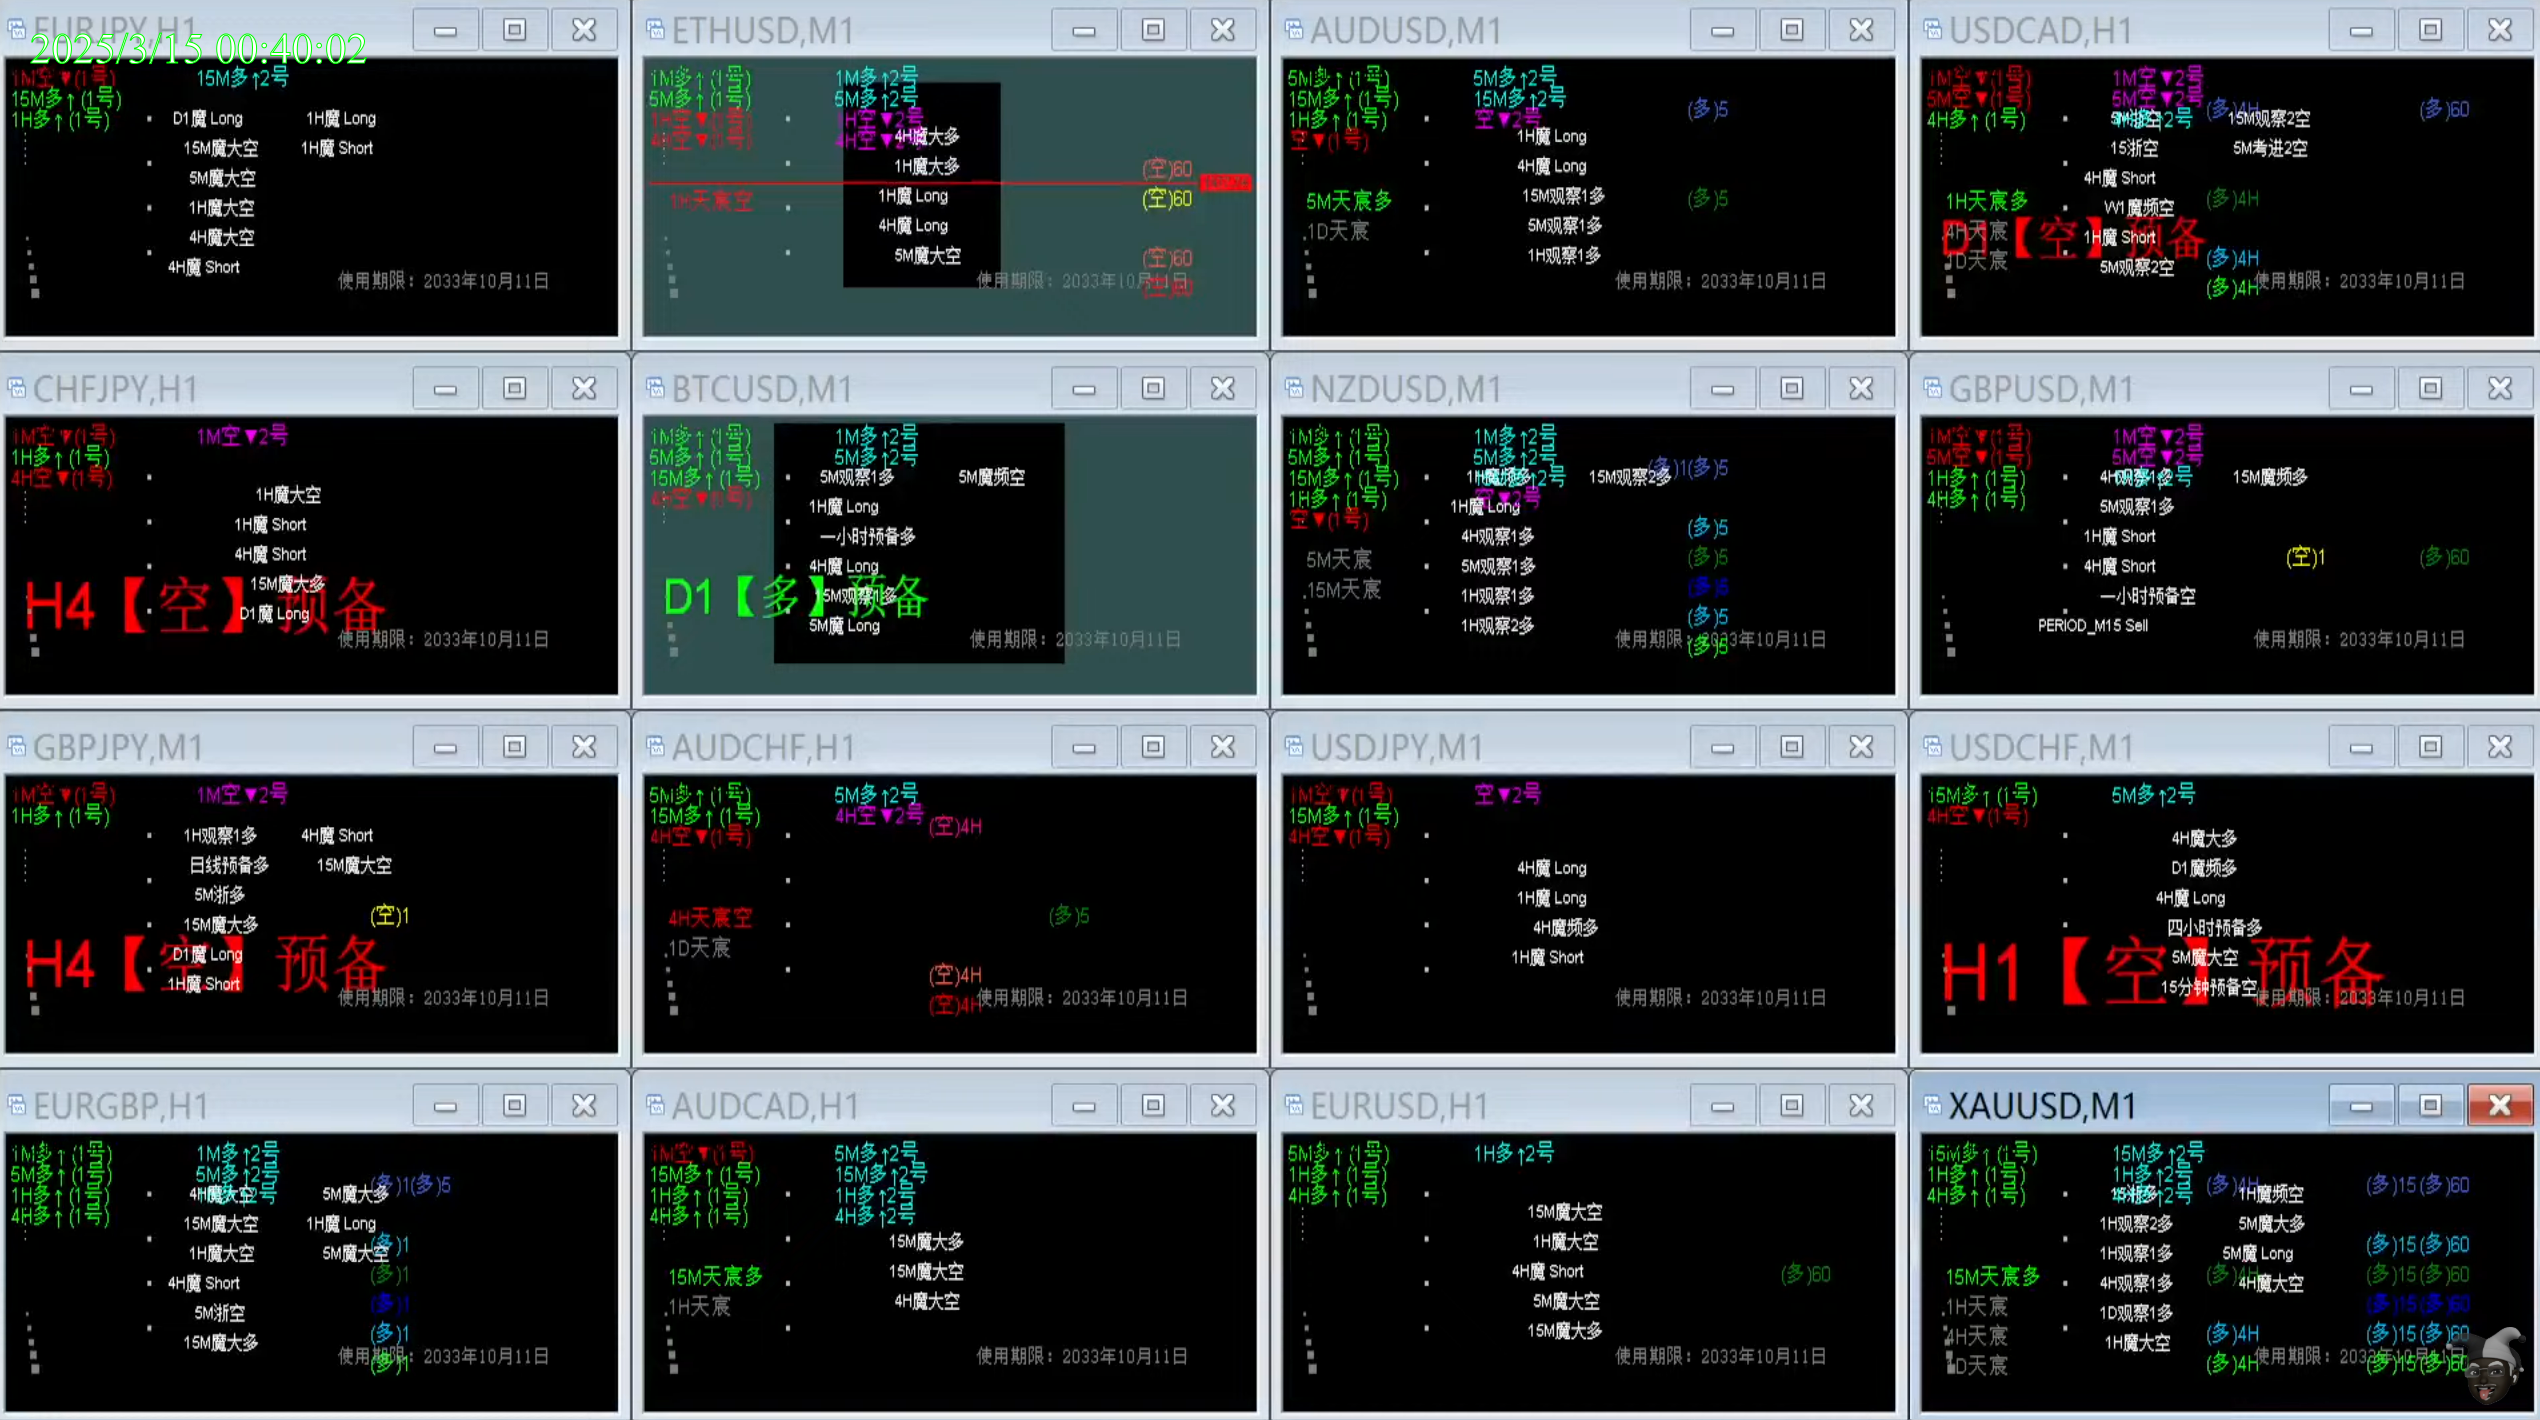 EURJPY,H1
2025/3/15 00:40:02
1M空▼(1号) 15M多↑2号
15M多↑(1号)
1H多↑(1号)
D1魔 Long 1H魔 Long
15M魔大空 1H魔 Short
5M魔大空
1H魔大空
4H魔大空
4H魔 Short
使用期限：2033年10月11日
ETHUSD,M1
1M多↑(1号) 1M多↑2号
5M多↑(1号) 5M多↑2号
1H空▼(1号) 1H空▼2号
4H空▼(1号) 4H空▼2号
4H魔大多
1H魔大多
(空)60
1H天宸空 1H魔 Long (空)60
4H魔 Long
5M魔大空 (空)60
使用期限：2033年10月11日
AUDUSD,M1
5M多↑(1号) 5M多↑2号
15M多↑(1号) 15M多↑2号 (多)5
1H多↑(1号) 空▼2号
空▼(1号) 1H魔 Long
4H魔 Long
5M天宸多 15M观察1多 (多)5
.1D天宸 5M观察1多
1H观察1多
使用期限：2033年10月11日
USDCAD,H1
1M空▼(1号) 1M空▼2号
5M空▼(1号) 5M空▼2号 (多)4H (多)60
4H多↑(1号) 15M观察2空
15浙空 5M考进2空
4H魔 Short
1H天宸多 W1魔频空 (多)4H
4H天宸
D1【空】预备
1H魔 Short
1D天宸 5M观察2空 (多)4H
(多)4H 使用期限：2033年10月11日
CHFJPY,H1
1M空▼(1号) 1M空▼2号
1H多↑(1号)
4H空▼(1号)
1H魔大空
1H魔 Short
4H魔 Short
15M魔大多
H4【空】预备
D1魔 Long
使用期限：2033年10月11日
BTCUSD,M1
1M多↑(1号) 1M多↑2号
5M多↑(1号) 5M多↑2号
15M多↑(1号) 5M观察1多 5M魔频空
4H空▼(1号) 1H魔 Long
一小时预备多
4H魔 Long
D1【多】预备
15M观察1多
5M魔 Long
使用期限：2033年10月11日
NZDUSD,M1
1M多↑(1号) 1M多↑2号
5M多↑(1号) 5M多↑2号 (多)1(多)5
15M多↑(1号) 1H魔频多 15M观察2多
1H多↑(1号) 空▼2号
1H魔 Long
空▼(1号) (多)5
4H观察1多
5M天宸 5M观察1多 (多)5
.15M天宸 1H观察1多 (多)5
1H观察2多 (多)5
使用期限：2033年10月11日
(多)5
GBPUSD,M1
1M空▼(1号) 1M空▼2号
5M空▼(1号) 5M空▼2号
1H多↑(1号) 4H观察1多 15M魔频多
4H多↑(1号) 5M观察1多
1H魔 Short
4H魔 Short (空)1 (多)60
一小时预备空
PERIOD_M15 Sell
使用期限：2033年10月11日
GBPJPY,M1
1M空▼(1号) 1M空▼2号
1H多↑(1号)
1H观察1多 4H魔 Short
日线预备多 15M魔大空
5M浙多
15M魔大多 (空)1
H4【空】预备
D1魔 Long
1H魔 Short
使用期限：2033年10月11日
AUDCHF,H1
5M多↑(1号) 5M多↑2号
15M多↑(1号) 4H空▼2号 (空)4H
4H空▼(1号)
4H天宸空 (多)5
.1D天宸
(空)4H
(空)4H 使用期限：2033年10月11日
USDJPY,M1
1M空▼(1号) 空▼2号
15M多↑(1号)
4H空▼(1号)
4H魔 Long
1H魔 Long
4H魔频多
1H魔 Short
使用期限：2033年10月11日
USDCHF,M1
15M多↑(1号) 5M多↑2号
4H空▼(1号)
4H魔大多
D1魔频多
4H魔 Long
四小时预备多
H1【空】预备
5M魔大空
15分钟预备空
使用期限：2033年10月11日
EURGBP,H1
1M多↑(1号) 1M多↑2号
5M多↑(1号) 5M多↑2号 (多)1(多)5
1H多↑(1号) 4H魔大空 5M魔大多
4H多↑(1号) 15M魔大空 1H魔 Long
(多)1
1H魔大空 5M魔大空
4H魔 Short (多)1
5M浙空 (多)1
15M魔大多 (多)1
使用期限：2033年10月11日
(多)1
AUDCAD,H1
1M空▼(1号) 5M多↑2号
15M多↑(1号) 15M多↑2号
1H多↑(1号) 1H多↑2号
4H多↑(1号) 4H多↑2号
15M魔大多
15M天宸多 15M魔大空
.1H天宸 4H魔大空
使用期限：2033年10月11日
EURUSD,H1
5M多↑(1号) 1H多↑2号
1H多↑(1号)
4H多↑(1号)
15M魔大空
1H魔大空
4H魔 Short (多)60
5M魔大空
15M魔大多
使用期限：2033年10月11日
XAUUSD,M1
15M多↑(1号) 15M多↑2号
1H多↑(1号) 1H多↑2号 (多)4H (多)15(多)60
4H多↑(1号) 4H多↑2号 1H魔频空
1H观察2多 5M魔大多
1H观察1多 5M魔 Long (多)15(多)60
15M天宸多 4H观察1多 (多)4H 4H魔大空 (多)15(多)60
.1H天宸 1D观察1多 (多)15(多)60
4H天宸 1H魔大空 (多)4H (多)15(多)60
1D天宸 (多)4H 使用期限：2033年10月11日 (多)15(多)60